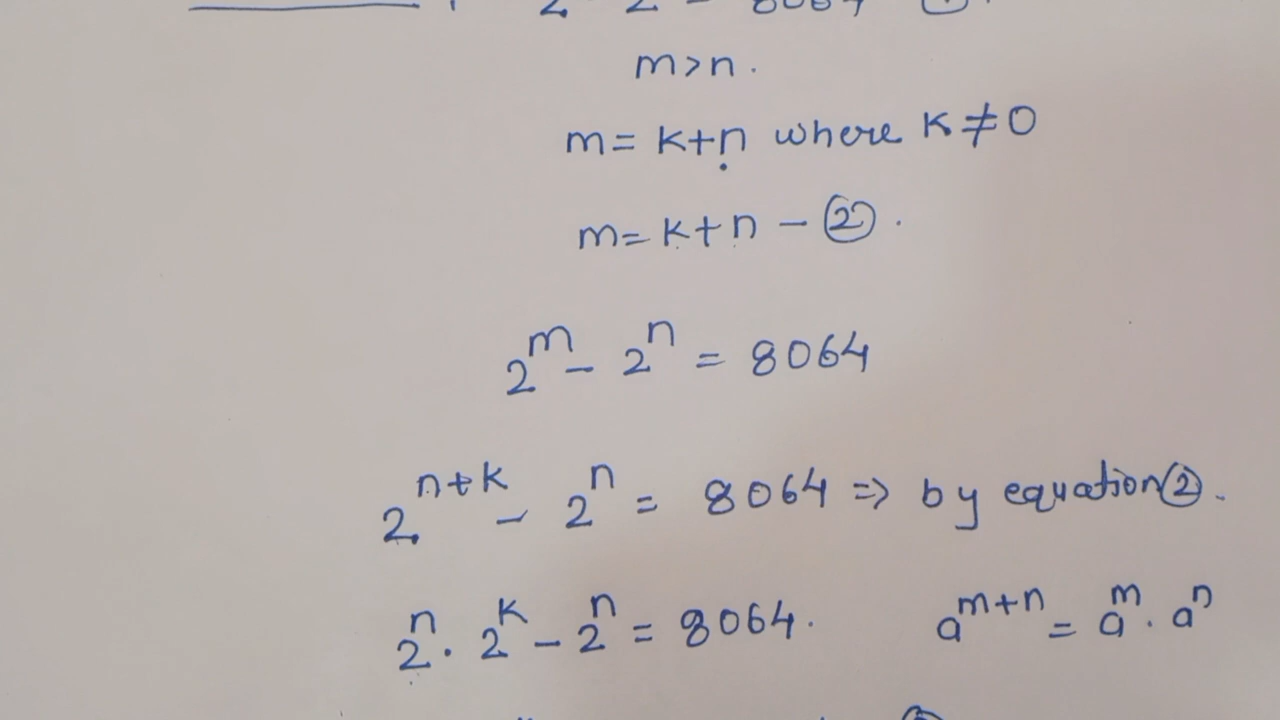 m>n.
m= k+n where k≠0
m= k+n - ②.
2^m - 2^n = 8064
2^{n+k} - 2^n = 8064 => by equation ②.
2^n . 2^k - 2^n = 8064. a^{m+n} = a^m . a^n